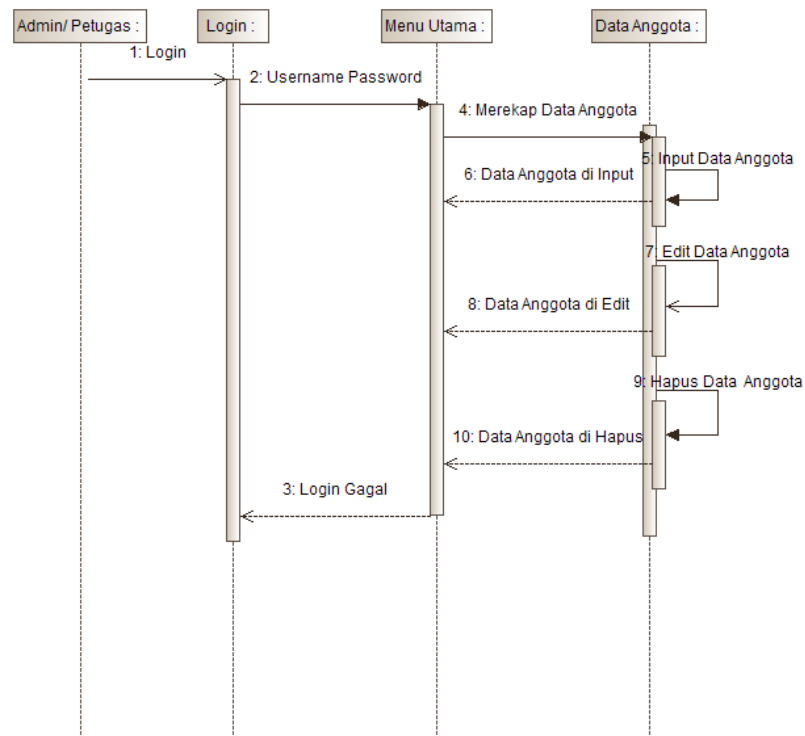 Admin/ Petugas :
Login :
Menu Utama :
Data Anggota :
1: Login
2: Username Password
4: Merekap Data Anggota
5: Input Data Anggota
6: Data Anggota di Input
7: Edit Data Anggota
8: Data Anggota di Edit
9: Hapus Data Anggota
10: Data Anggota di Hapus
3: Login Gagal